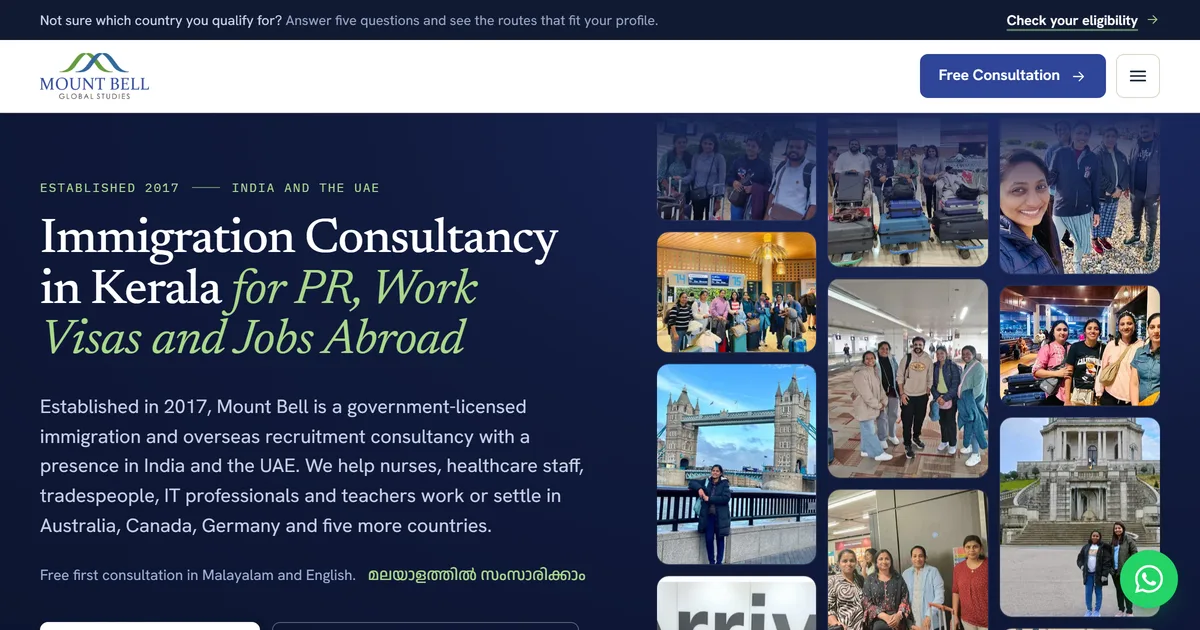 Not sure which country you qualify for? Answer five questions and see the routes that fit your profile.
Check your eligibility →
MOUNT BELL
GLOBAL STUDIES
Free Consultation →
ESTABLISHED 2017 — INDIA AND THE UAE
Immigration Consultancy
in Kerala for PR, Work
Visas and Jobs Abroad
Established in 2017, Mount Bell is a government-licensed
immigration and overseas recruitment consultancy with a
presence in India and the UAE. We help nurses, healthcare staff,
tradespeople, IT professionals and teachers work or settle in
Australia, Canada, Germany and five more countries.
Free first consultation in Malayalam and English. മലയാളത്തിൽ സംസാരിക്കാം